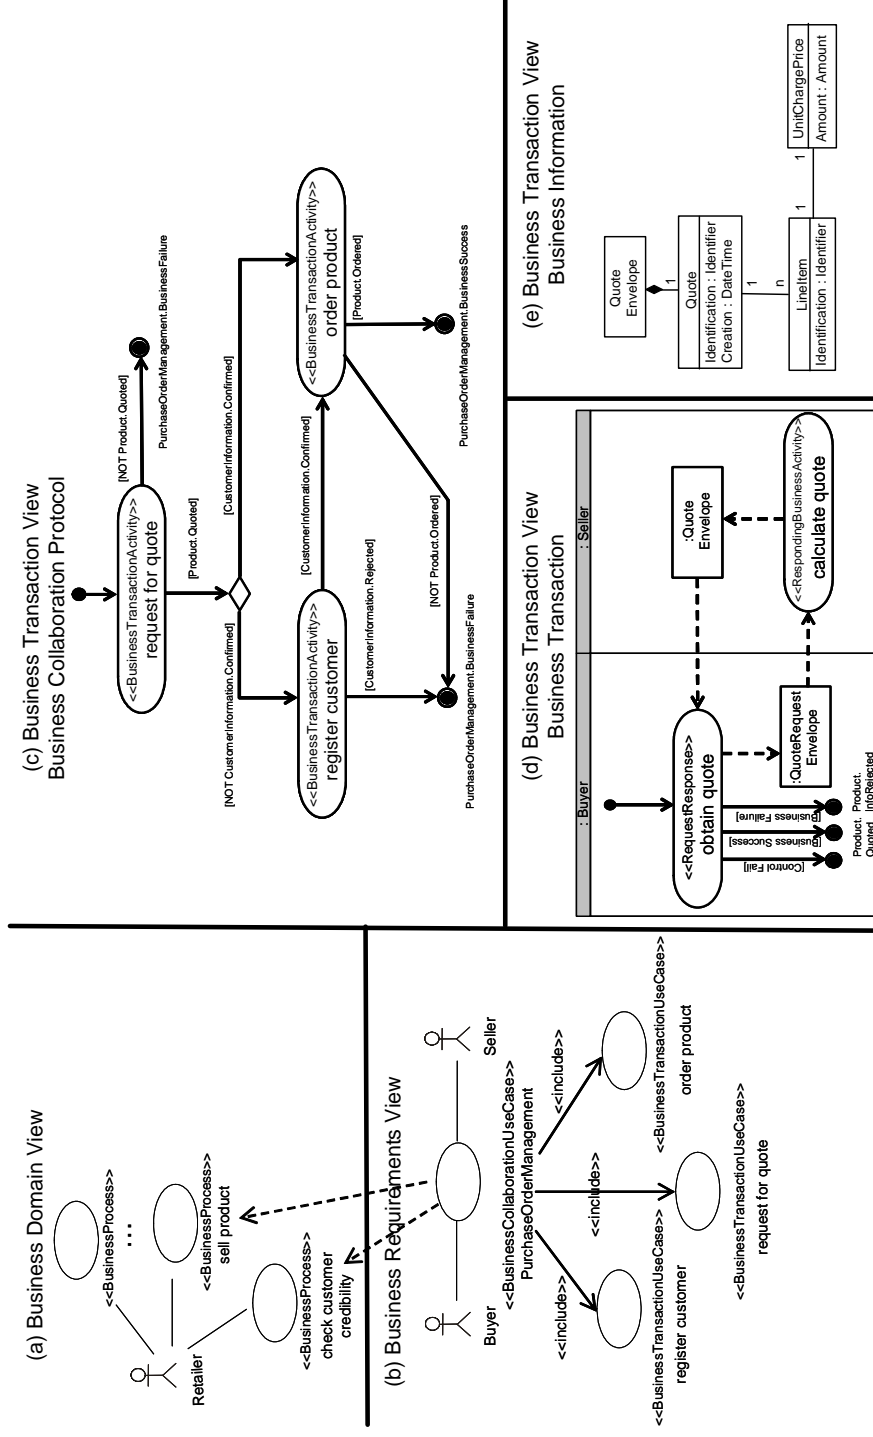 (a) Business Domain View
<<BusinessProcess>>
...
<<BusinessProcess>>
sell product
Retailer
<<BusinessProcess>>
check customer
credibility
(b) Business Requirements View
Buyer
Seller
<<BusinessCollaborationUseCase>>
PurchaseOrderManagement
<<include>>
<<include>>
<<include>>
<<BusinessTransactionUseCase>>
register customer
<<BusinessTransactionUseCase>>
request for quote
<<BusinessTransactionUseCase>>
order product
(c) Business Transaction View
Business Collaboration Protocol
<<BusinessTransactionActivity>>
request for quote
[NOT Product.Quoted]
PurchaseOrderManagement.BusinessFailure
[Product.Quoted]
[NOT CustomerInformation.Confirmed]
[CustomerInformation.Confirmed]
<<BusinessTransactionActivity>>
register customer
[CustomerInformation.Confirmed]
<<BusinessTransactionActivity>>
order product
[CustomerInformation.Rejected]
[Product.Ordered]
[NOT Product.Ordered]
PurchaseOrderManagement.BusinessFailure
PurchaseOrderManagement.BusinessSuccess
(d) Business Transaction View
Business Transaction
: Buyer
: Seller
<<RequestResponse>>
obtain quote
:Quote
Envelope
:QuoteRequest
Envelope
<<RespondingBusinessActivity>>
calculate quote
[Control Fail]
[Business Success]
[Business Failure]
Product.
Quoted
Product.
InfoRejected
(e) Business Transaction View
Business Information
Quote
Envelope
1
Quote
Identification : Identifier
Creation : DateTime
1
n
LineItem
Identification : Identifier
1
1
UnitChargePrice
Amount : Amount